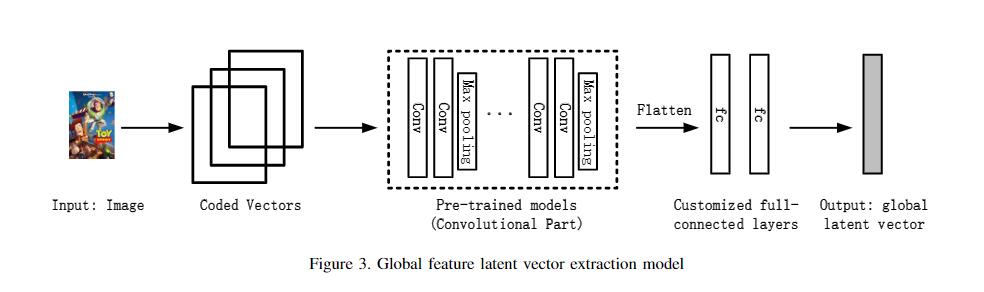 TOY
STORY
Conv
Conv
Max pooling
...
Conv
Conv
Max pooling
Flatten
fc
fc
Input: Image
Coded Vectors
Pre-trained models
(Convolutional Part)
Customized full-
connected layers
Output: global
latent vector
Figure 3. Global feature latent vector extraction model